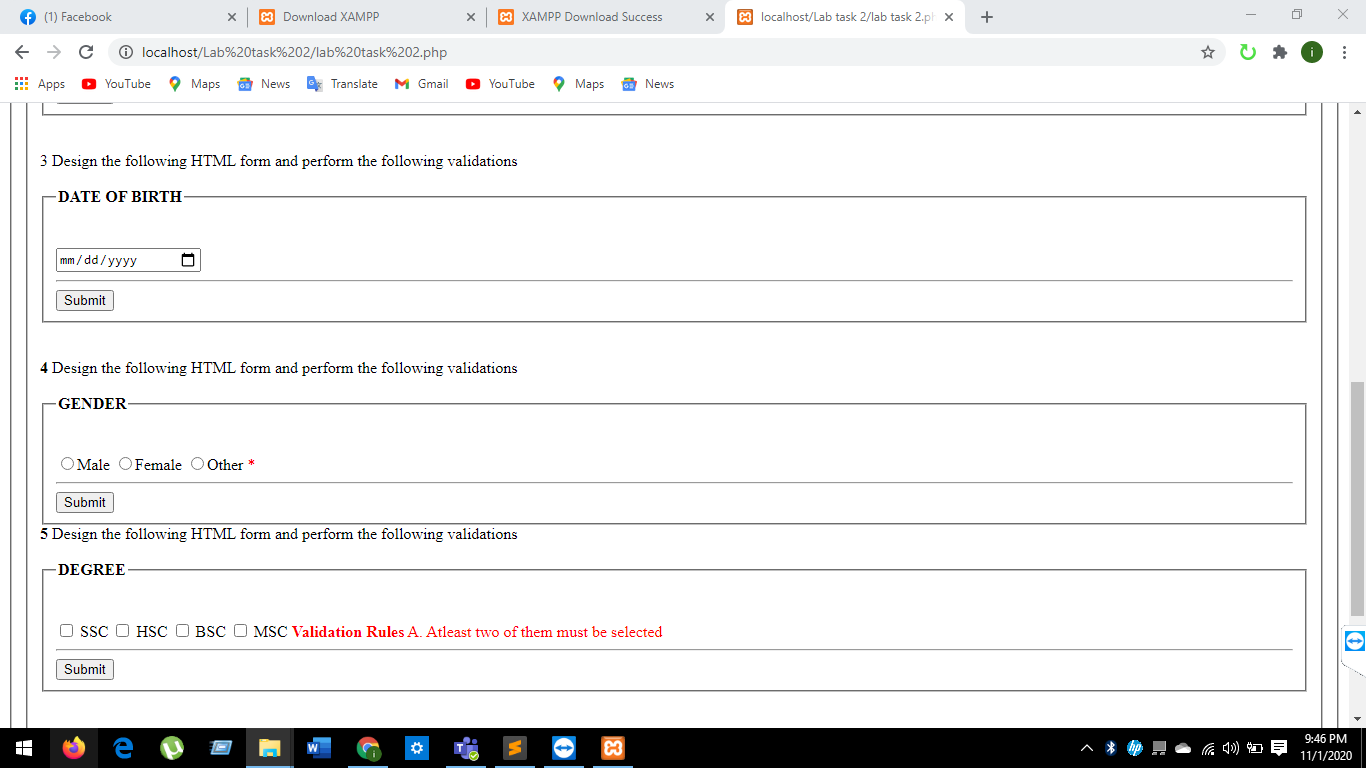 (1) Facebook
Download XAMPP
XAMPP Download Success
localhost/Lab task 2/lab task 2.p
localhost/Lab%20task%202/lab%20task%202.php
i
Apps YouTube Maps News Translate Gmail YouTube Maps News
3 Design the following HTML form and perform the following validations
DATE OF BIRTH
mm/dd/yyyy
Submit
4 Design the following HTML form and perform the following validations
GENDER
Male Female Other *
Submit
5 Design the following HTML form and perform the following validations
DEGREE
SSC HSC BSC MSC Validation Rules A. Atleast two of them must be selected
Submit
9:46 PM
11/1/2020